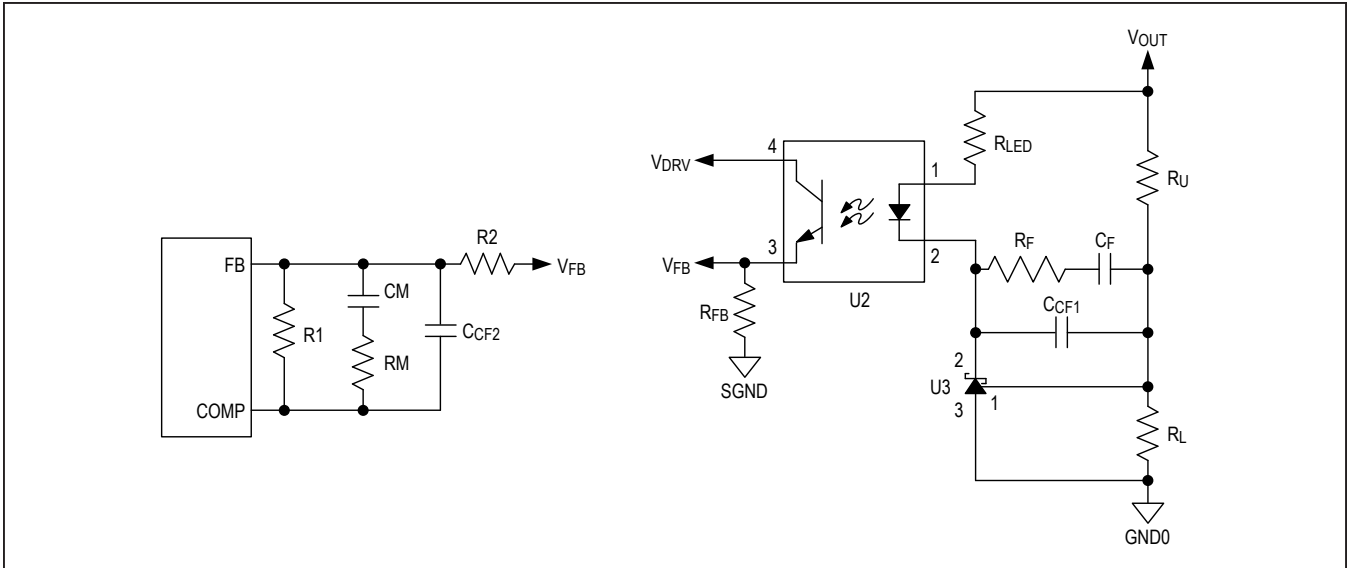 VOUT
RLED
4
VDRV
1
RU
R2
FB
VFB
3
VFB
2
RF
CF
U2
CM
RFB
R1
CCF2
CCF1
RM
2
U3
1
SGND
3
COMP
RL
GND0